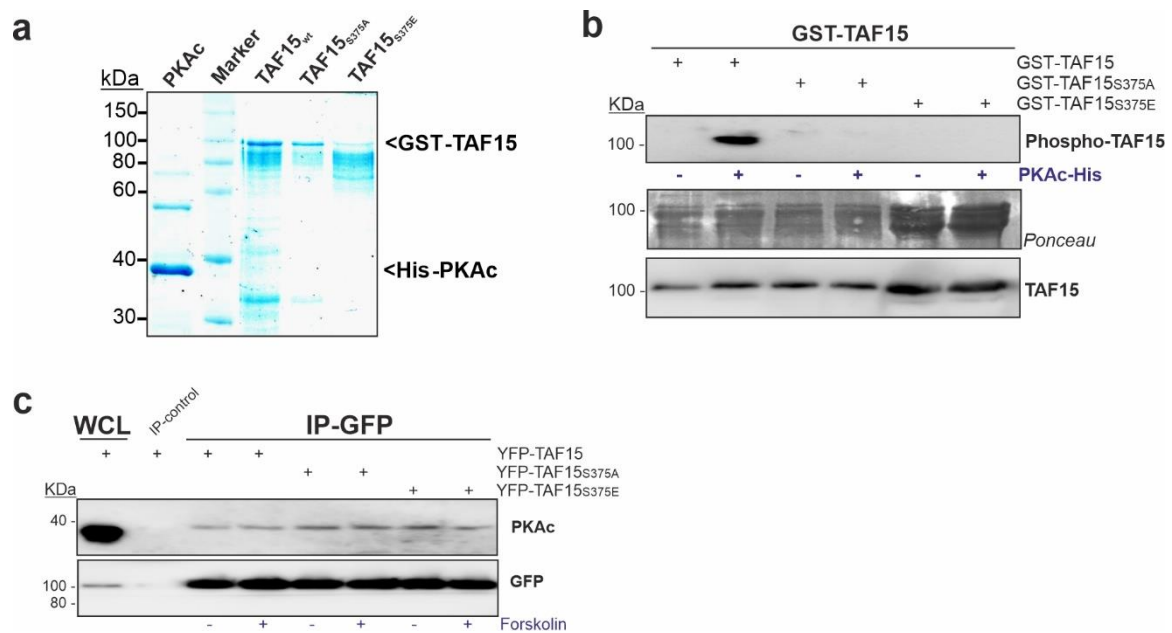 a
kDa PKAc Marker TAF15wt TAF15S375A TAF15S375E
150
100 <GST-TAF15
80
60
40 <His-PKAc
30
b
GST-TAF15
+ + GST-TAF15
+ + GST-TAF15S375A
+ + GST-TAF15S375E
KDa
100 - Phospho-TAF15
- + - + - + PKAc-His
100 - Ponceau
100 - TAF15
c
WCL IP-control IP-GFP
+ + + + YFP-TAF15
+ + YFP-TAF15S375A
+ + YFP-TAF15S375E
KDa
40 - PKAc
100 - GFP
80 -
- + - + - + Forskolin